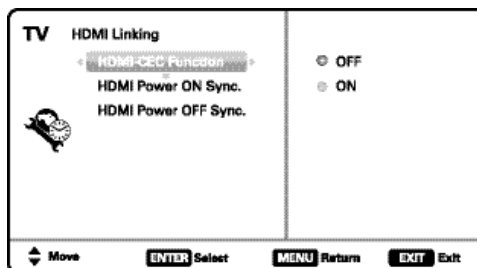 TV HDMI Linking
HDMI-CEC Function
HDMI Power ON Sync.
HDMI Power OFF Sync.
OFF
ON
Move ENTER Select MENU Return EXIT Exit